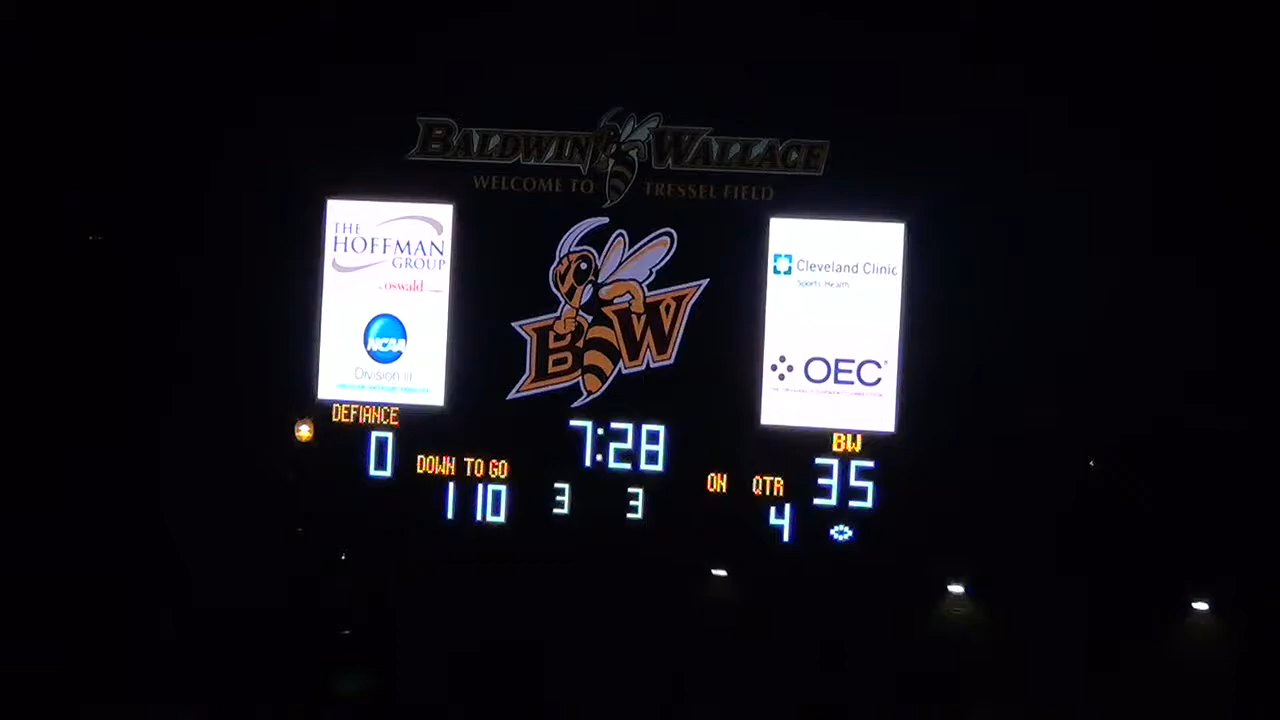 BALDWIN WALLACE
WELCOME TO TRESSEL FIELD
THE
HOFFMAN
GROUP
oswald
NCAA
Division III
BW
Cleveland Clinic
Sports Health
OEC
DEFIANCE
0
7:28
BW
35
DOWN TO GO
1 10
3 3
ON QTR
4